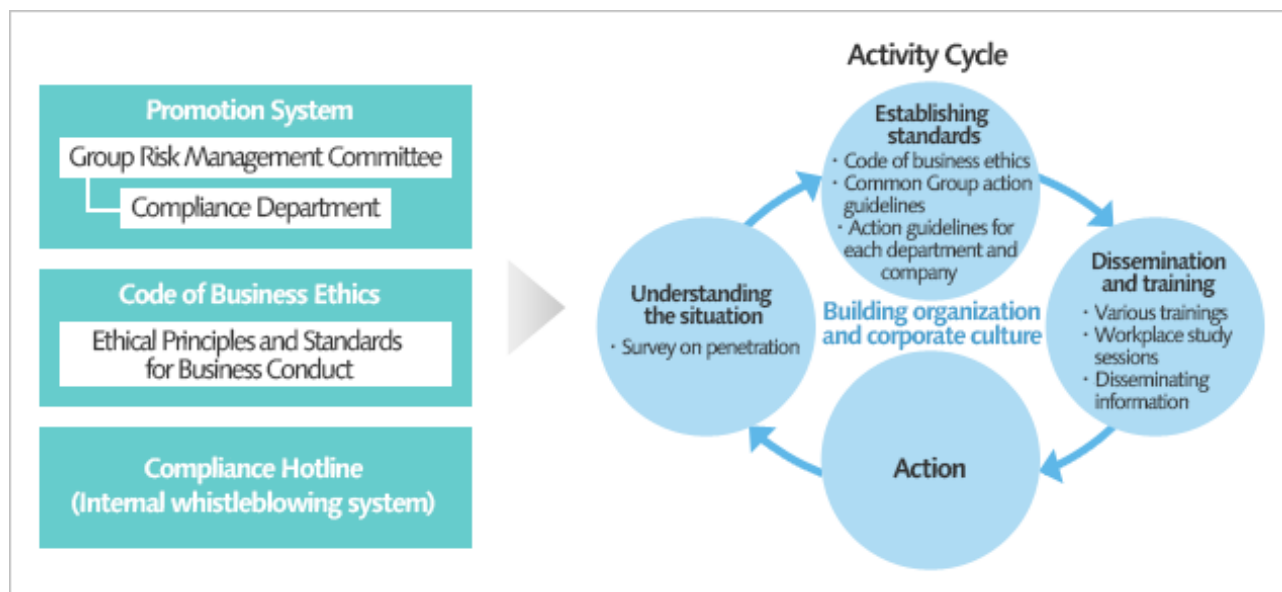 Promotion System
Group Risk Management Committee
Compliance Department
Code of Business Ethics
Ethical Principles and Standards
for Business Conduct
Compliance Hotline
(Internal whistleblowing system)
Activity Cycle
Establishing
standards
・Code of business ethics
・Common Group action
guidelines
・Action guidelines for
each department and
company
Dissemination
and training
・Various trainings
・Workplace study
sessions
・Disseminating
information
Action
Understanding
the situation
・Survey on penetration
Building organization
and corporate culture